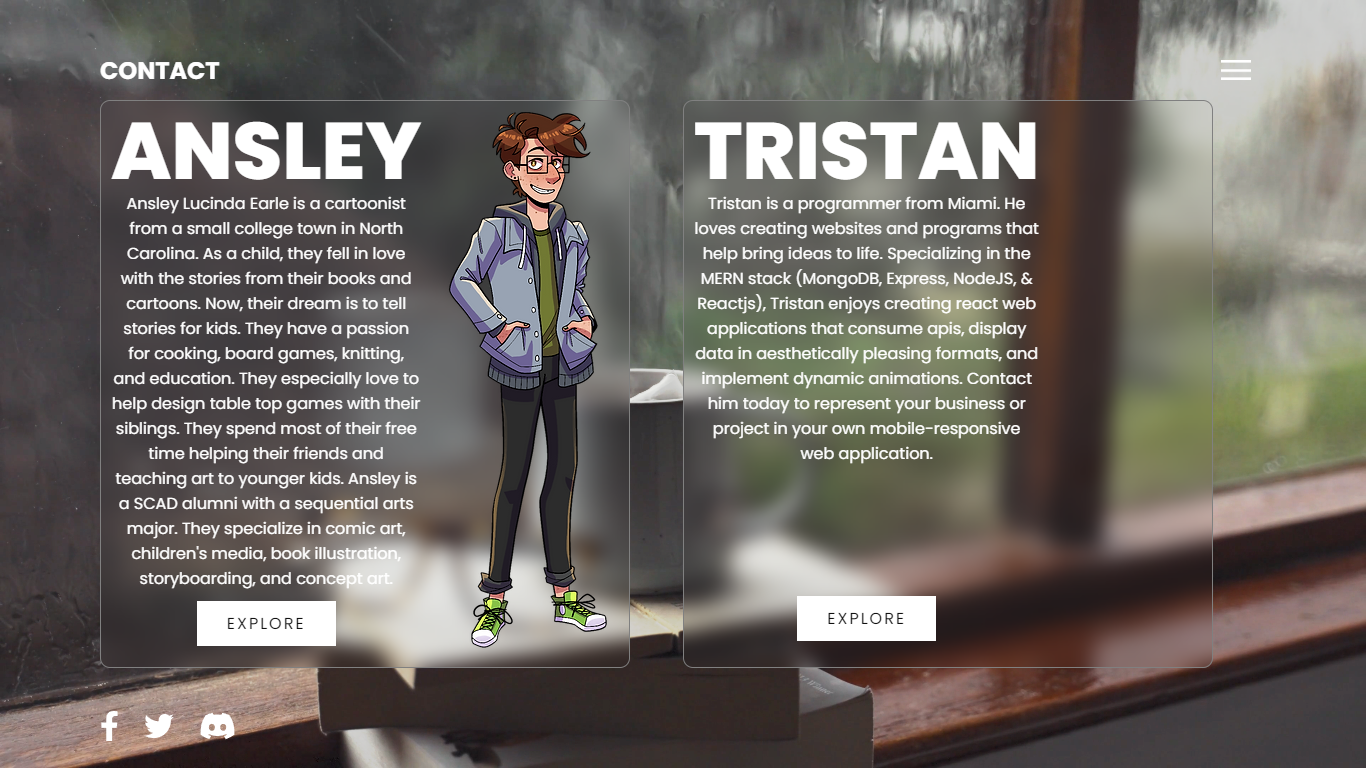 CONTACT
ANSLEY
Ansley Lucinda Earle is a cartoonist
from a small college town in North
Carolina. As a child, they fell in love
with the stories from their books and
cartoons. Now, their dream is to tell
stories for kids. They have a passion
for cooking, board games, knitting,
and education. They especially love to
help design table top games with their
siblings. They spend most of their free
time helping their friends and
teaching art to younger kids. Ansley is
a SCAD alumni with a sequential arts
major. They specialize in comic art,
children's media, book illustration,
storyboarding, and concept art.
EXPLORE
TRISTAN
Tristan is a programmer from Miami. He
loves creating websites and programs that
help bring ideas to life. Specializing in the
MERN stack (MongoDB, Express, NodeJS, &
Reactjs), Tristan enjoys creating react web
applications that consume apis, display
data in aesthetically pleasing formats, and
implement dynamic animations. Contact
him today to represent your business or
project in your own mobile-responsive
web application.
EXPLORE